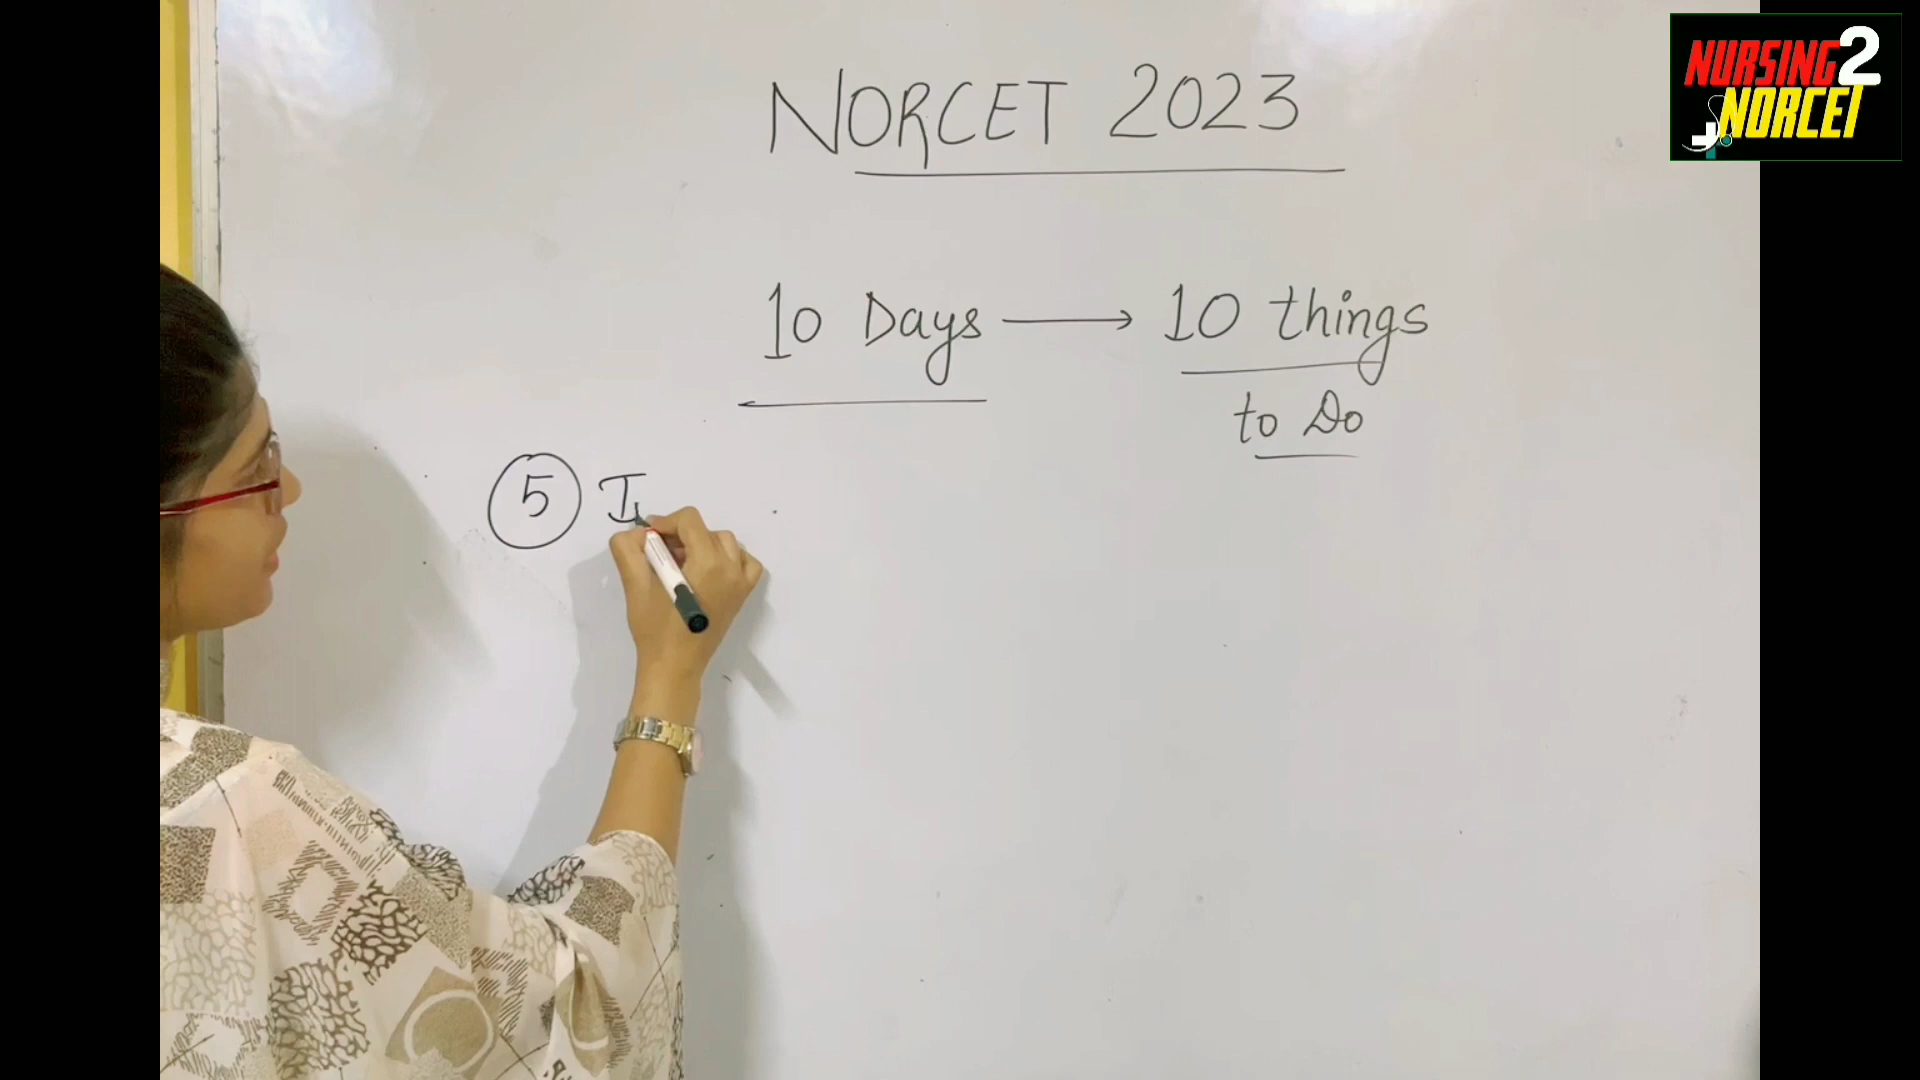 NORCET 2023
10 Days → 10 things
to Do
5 I
NURSING 2
NORCET